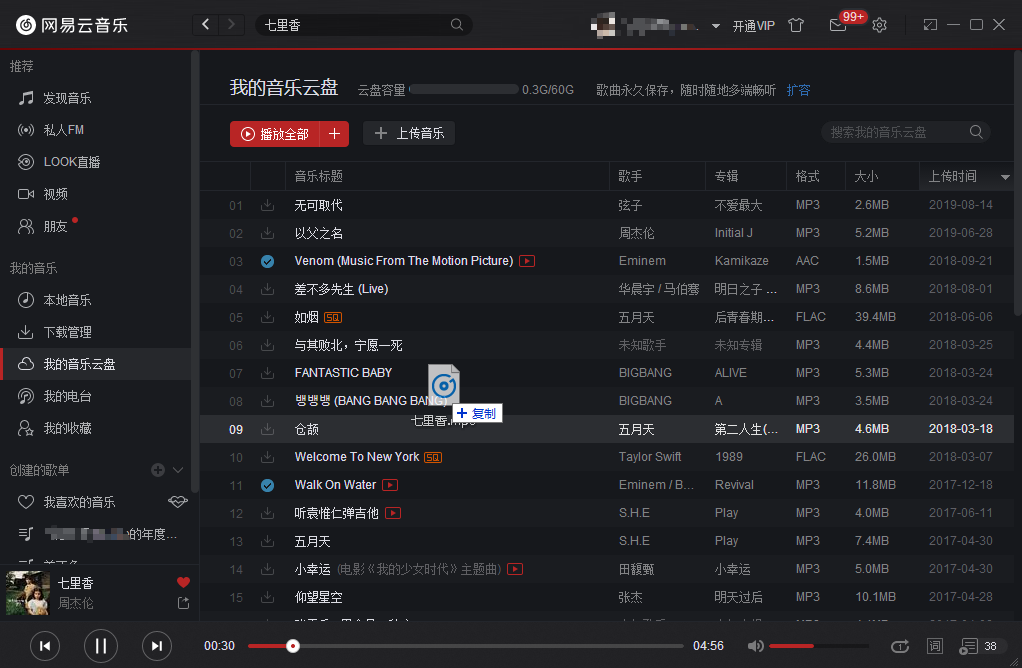 网易云音乐
七里香
开通VIP
99+
推荐
发现音乐
私人FM
LOOK直播
视频
朋友
我的音乐
本地音乐
下载管理
我的音乐云盘
我的电台
我的收藏
创建的歌单
我喜欢的音乐
的年度...
我的音乐云盘 云盘容量 0.3G/60G 歌曲永久保存，随时随地多端畅听 扩容
播放全部
上传音乐
搜索我的音乐云盘
音乐标题 歌手 专辑 格式 大小 上传时间
01 无可取代 弦子 不爱最大 MP3 2.6MB 2019-08-14
02 以父之名 周杰伦 Initial J MP3 5.2MB 2019-06-28
03 Venom (Music From The Motion Picture) Eminem Kamikaze AAC 1.5MB 2018-09-21
04 差不多先生 (Live) 华晨宇 / 马伯骞 明日之子 ... MP3 8.6MB 2018-08-01
05 如烟 SQ 五月天 后青春期... FLAC 39.4MB 2018-06-06
06 与其败北，宁愿一死 未知歌手 未知专辑 MP3 4.4MB 2018-03-25
07 FANTASTIC BABY BIGBANG ALIVE MP3 5.3MB 2018-03-24
08 뱅뱅뱅 (BANG BANG BANG) BIGBANG A MP3 3.5MB 2018-03-24
复制
七里香.mp3
09 仓颉 五月天 第二人生(... MP3 4.6MB 2018-03-18
10 Welcome To New York SQ Taylor Swift 1989 FLAC 26.0MB 2018-03-07
11 Walk On Water Eminem / B... Revival MP3 11.8MB 2017-12-18
12 听袁惟仁弹吉他 S.H.E Play MP3 4.0MB 2017-06-11
13 五月天 S.H.E Play MP3 7.4MB 2017-04-30
14 小幸运 (电影《我的少女时代》主题曲) 田馥甄 小幸运 MP3 5.0MB 2017-04-30
15 仰望星空 张杰 明天过后 MP3 10.1MB 2017-04-28
七里香
周杰伦
00:30
04:56
词
38